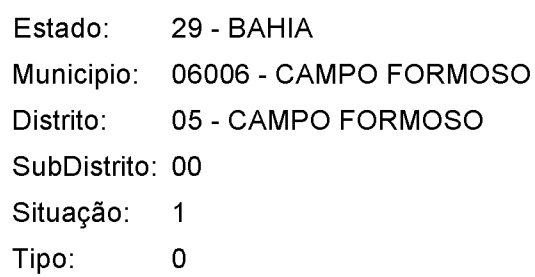 Estado: 29 - BAHIA
Municipio: 06006 - CAMPO FORMOSO
Distrito: 05 - CAMPO FORMOSO
SubDistrito: 00
Situação: 1
Tipo: 0